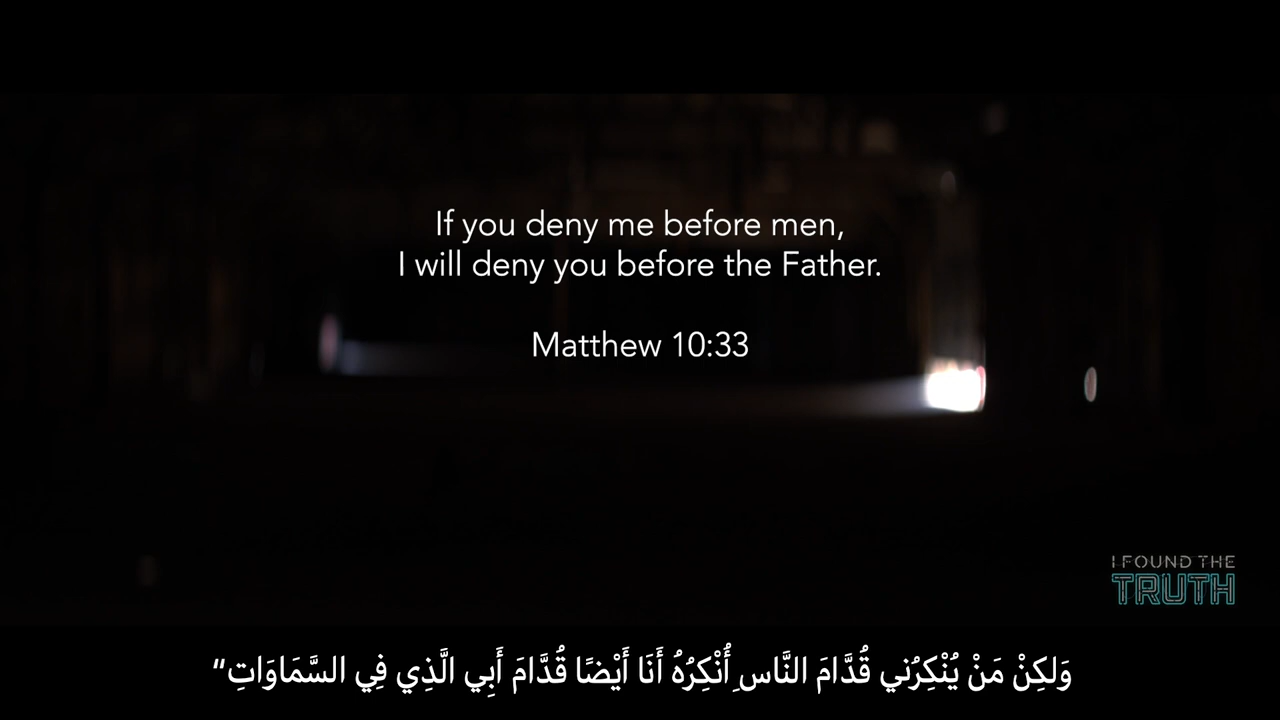 If you deny me before men,
I will deny you before the Father.
Matthew 10:33
I FOUND THE
TRUTH
وَلكِنْ مَنْ يُنْكِرُني قُدَّامَ النَّاسِ أُنْكِرُهُ أَنَا أَيْضًا قُدَّامَ أَبِي الَّذِي فِي السَّمَاوَاتِ"